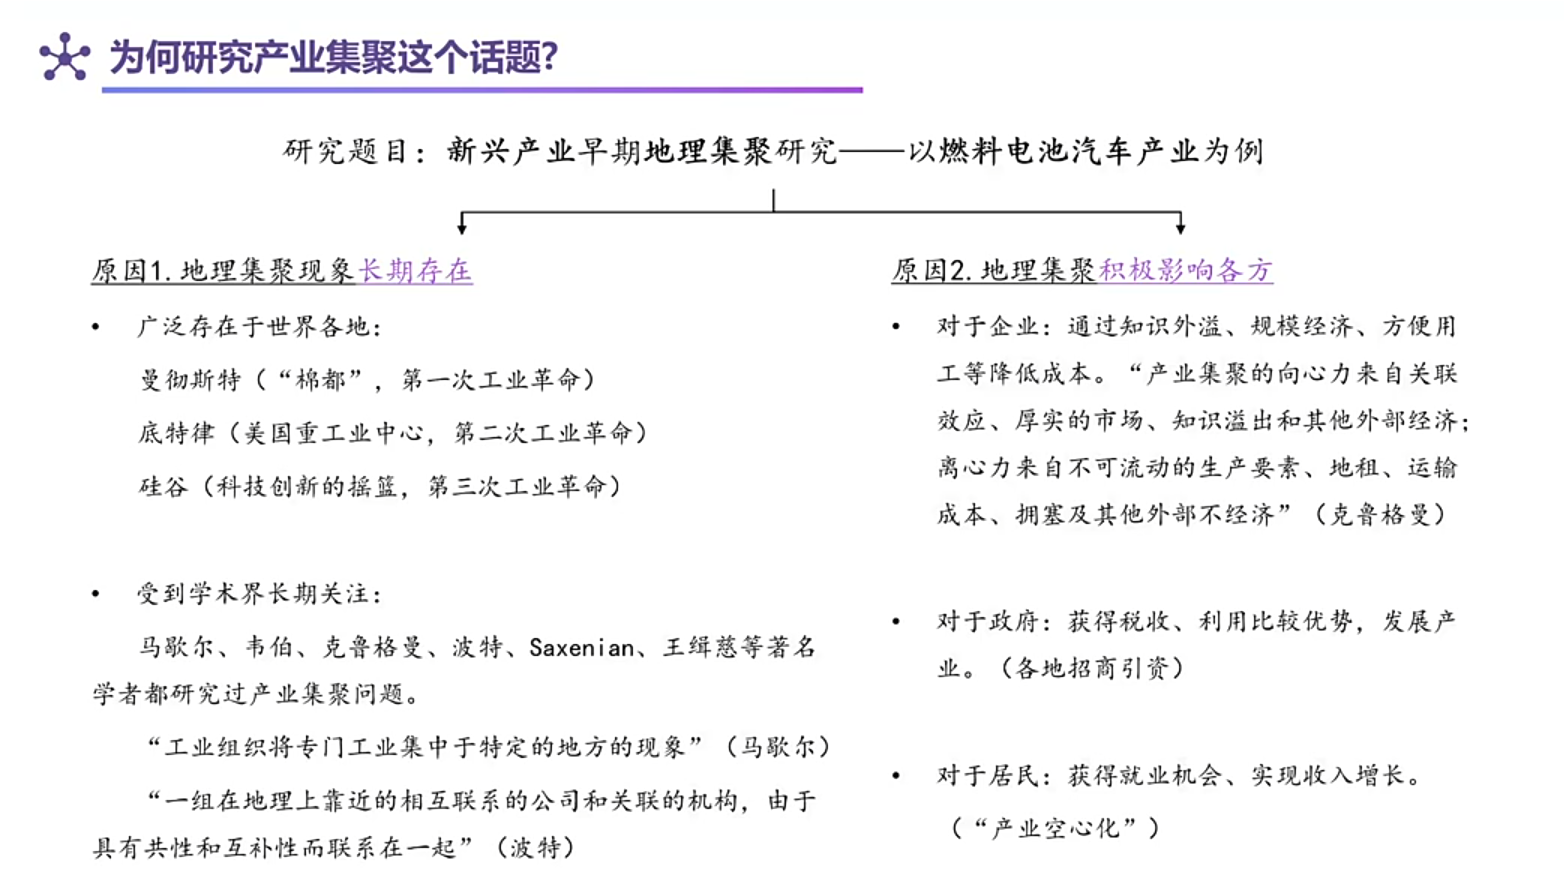 为何研究产业集聚这个话题?
研究题目：新兴产业早期地理集聚研究——以燃料电池汽车产业为例
原因1.地理集聚现象长期存在
• 广泛存在于世界各地：
曼彻斯特（“棉都”，第一次工业革命）
底特律（美国重工业中心，第二次工业革命）
硅谷（科技创新的摇篮，第三次工业革命）
• 受到学术界长期关注：
马歇尔、韦伯、克鲁格曼、波特、Saxenian、王缉慈等著名
学者都研究过产业集聚问题。
“工业组织将专门工业集中于特定的地方的现象”（马歇尔）
“一组在地理上靠近的相互联系的公司和关联的机构，由于
具有共性和互补性而联系在一起”（波特）
原因2.地理集聚积极影响各方
• 对于企业：通过知识外溢、规模经济、方便用
工等降低成本。“产业集聚的向心力来自关联
效应、厚实的市场、知识溢出和其他外部经济；
离心力来自不可流动的生产要素、地租、运输
成本、拥塞及其他外部不经济”（克鲁格曼）
• 对于政府：获得税收、利用比较优势，发展产
业。（各地招商引资）
• 对于居民：获得就业机会、实现收入增长。
（“产业空心化”）